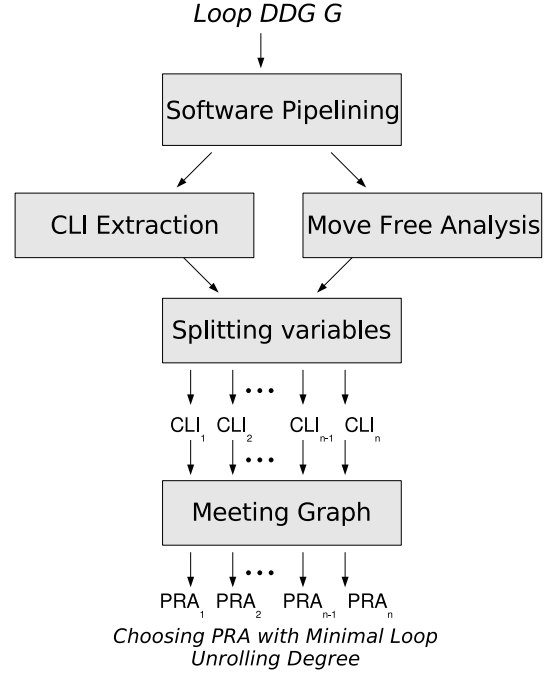 Loop DDG G
Software Pipelining
CLI Extraction
Move Free Analysis
Splitting variables
...
CLI1 CLI2 CLIn-1 CLIn
...
Meeting Graph
...
PRA1 PRA2 PRAn-1 PRAn
Choosing PRA with Minimal Loop
Unrolling Degree